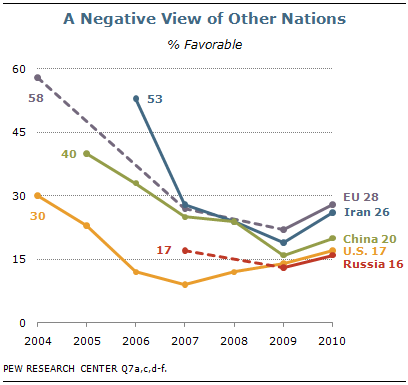 A Negative View of Other Nations
% Favorable
60
45
30
15
0
58
53
40
30
17
EU 28
Iran 26
China 20
U.S. 17
Russia 16
2004 2005 2006 2007 2008 2009 2010
PEW RESEARCH CENTER Q7a,c,d-f.